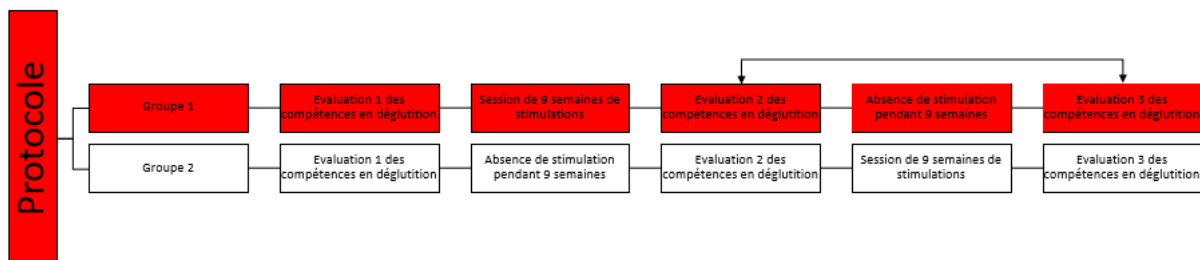 Protocole
Groupe 1
Evaluation 1 des
compétences en déglutition
Session de 9 semaines de
stimulations
Evaluation 2 des
compétences en déglutition
Absence de stimulation
pendant 9 semaines
Evaluation 3 des
compétences en déglutition
Groupe 2
Evaluation 1 des
compétences en déglutition
Absence de stimulation
pendant 9 semaines
Evaluation 2 des
compétences en déglutition
Session de 9 semaines de
stimulations
Evaluation 3 des
compétences en déglutition